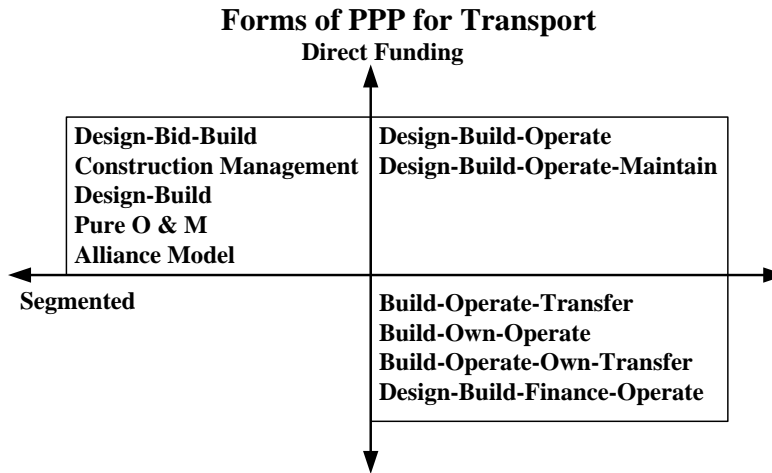 Forms of PPP for Transport
Direct Funding
Design-Bid-Build
Construction Management
Design-Build
Pure O & M
Alliance Model
Design-Build-Operate
Design-Build-Operate-Maintain
Segmented
Build-Operate-Transfer
Build-Own-Operate
Build-Operate-Own-Transfer
Design-Build-Finance-Operate